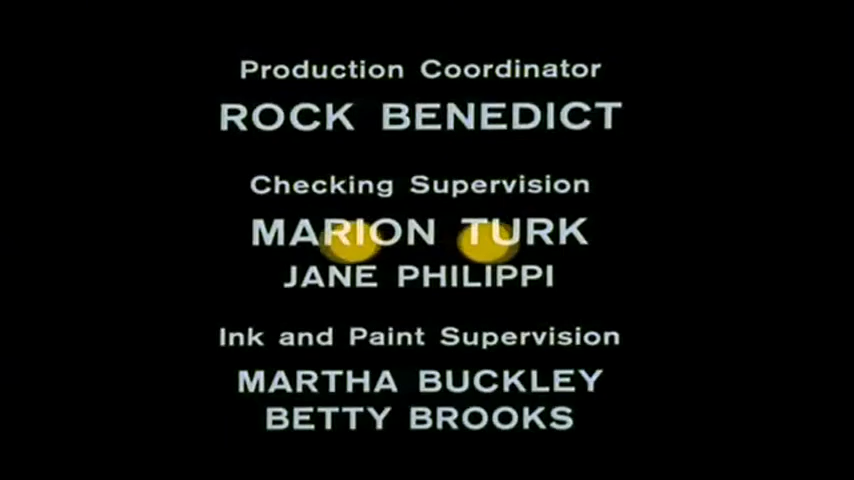 Production Coordinator
ROCK BENEDICT
Checking Supervision
MARION TURK
JANE PHILIPPI
Ink and Paint Supervision
MARTHA BUCKLEY
BETTY BROOKS